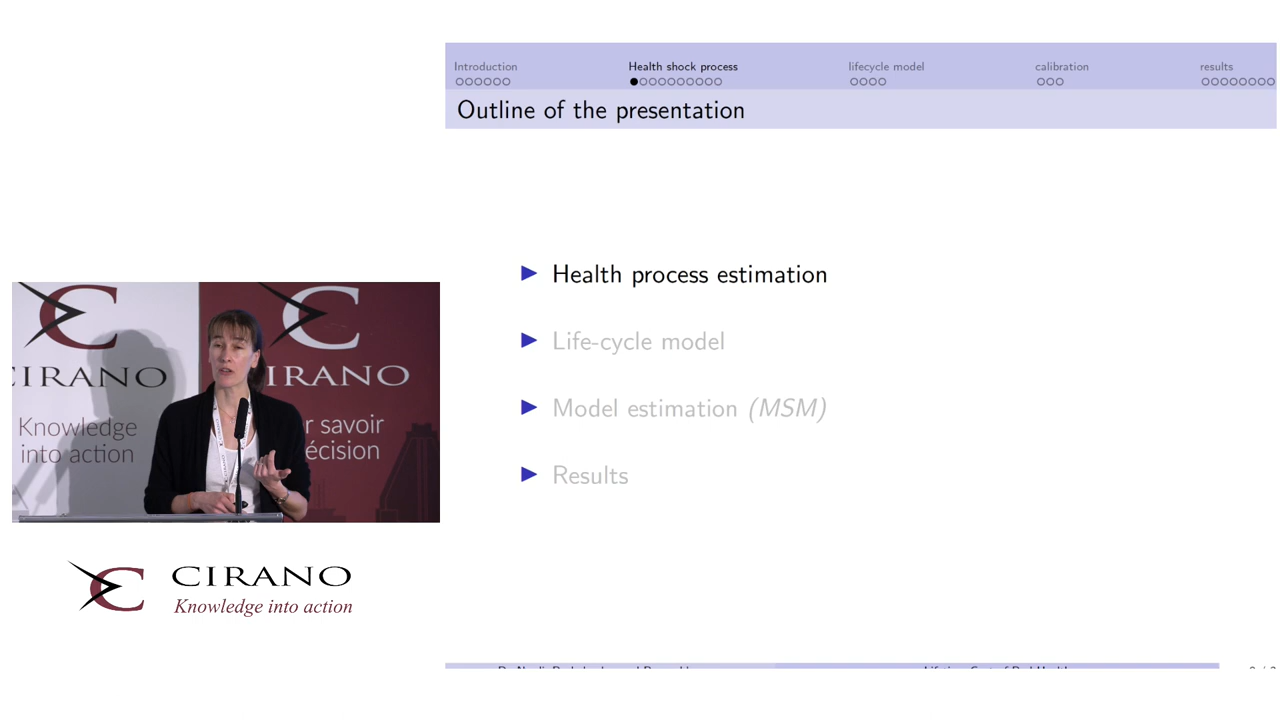 Introduction
Health shock process
lifecycle model
calibration
results
Outline of the presentation
Health process estimation
Life-cycle model
Model estimation (MSM)
Results
CIRANO
IRANO
Knowledge
into action
r savoir
écision
CIRANO
Knowledge into action